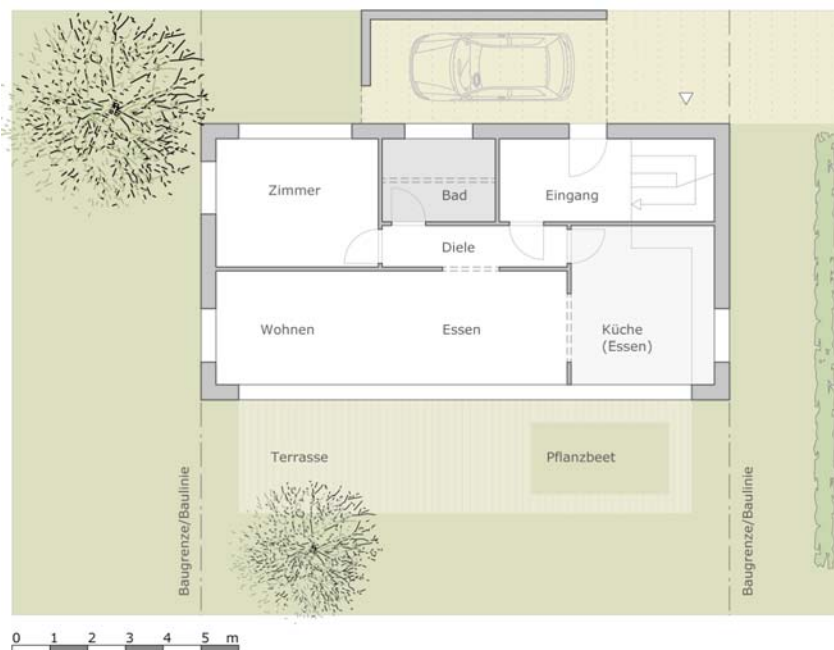 Zimmer
Bad
Eingang
Diele
Wohnen
Essen
Küche
(Essen)
Terrasse
Pflanzbeet
Baugrenze/Baulinie
Baugrenze/Baulinie
0 1 2 3 4 5 m